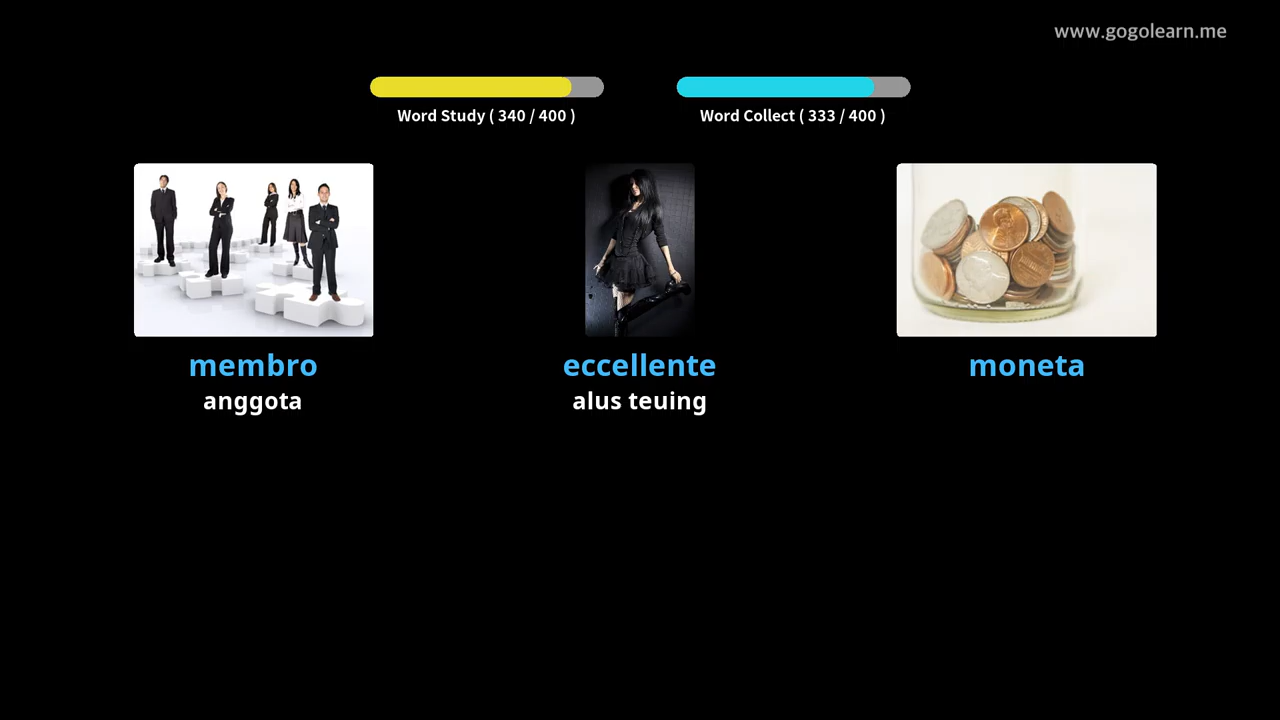 www.gogolearn.me
Word Study ( 340 / 400 )
Word Collect ( 333 / 400 )
membro
anggota
eccellente
alus teuing
moneta